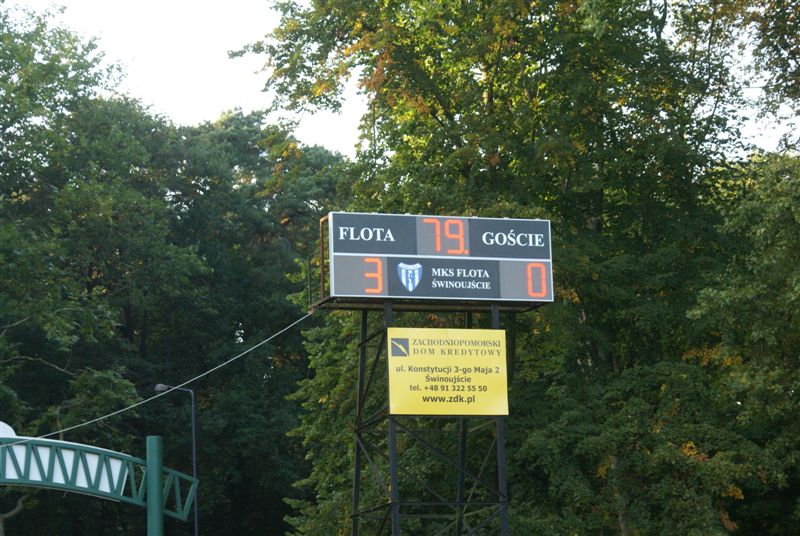 FLOTA 79. GOŚCIE
3 MKS FLOTA 0
ŚWINOUJŚCIE
ZACHODNIOPOMORSKI
DOM KREDYTOWY
ul. Konstytucji 3-go Maja 2
Świnoujście
tel. +48 91 322 55 50
www.zdk.pl